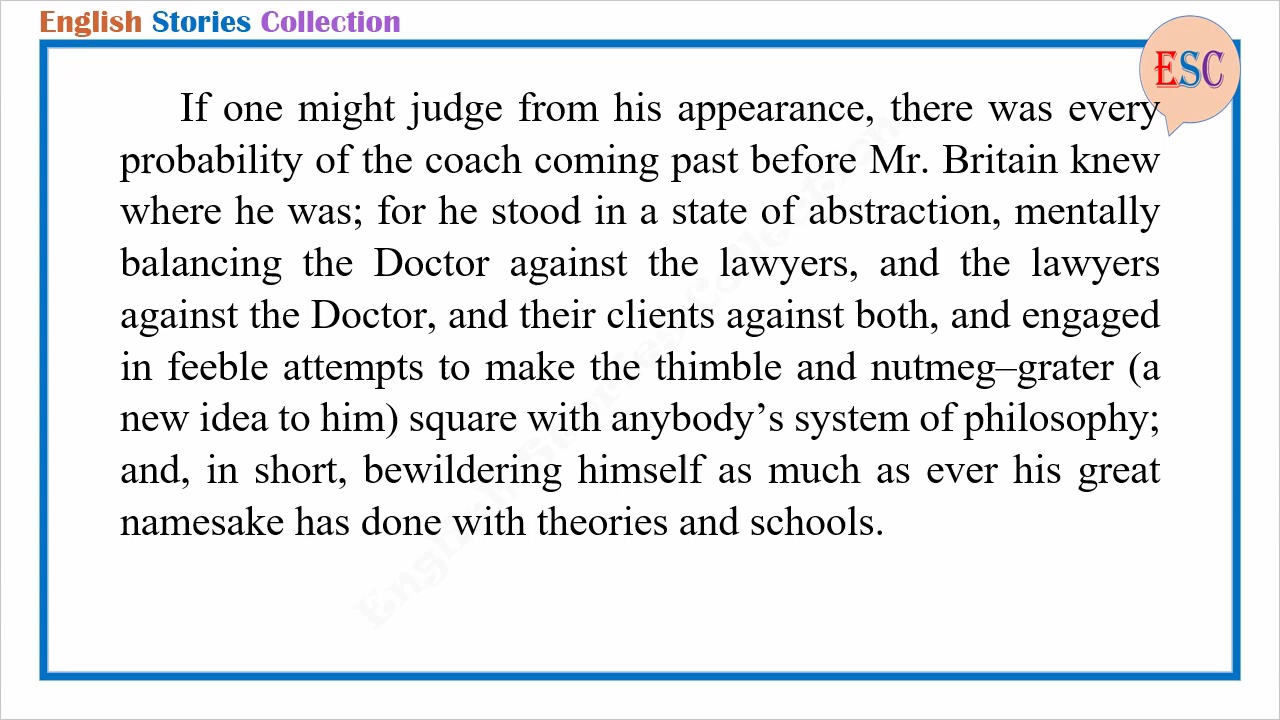 English Stories Collection
ESC
If one might judge from his appearance, there was every
probability of the coach coming past before Mr. Britain knew
where he was; for he stood in a state of abstraction, mentally
balancing the Doctor against the lawyers, and the lawyers
against the Doctor, and their clients against both, and engaged
in feeble attempts to make the thimble and nutmeg–grater (a
new idea to him) square with anybody’s system of philosophy;
and, in short, bewildering himself as much as ever his great
namesake has done with theories and schools.
English Stories Collection